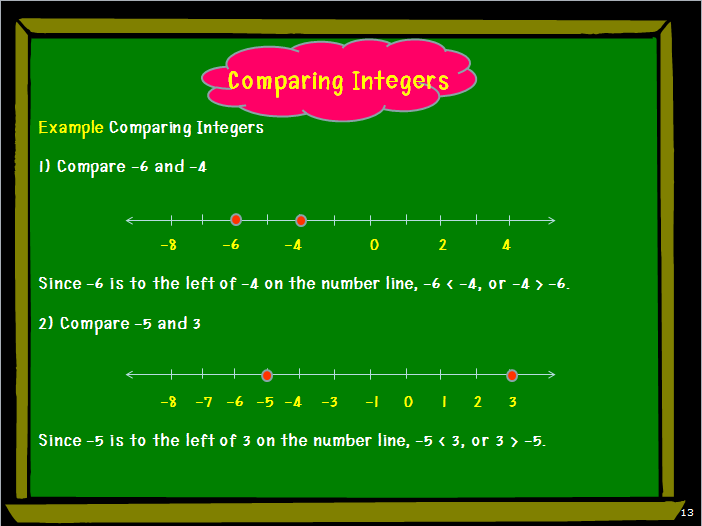 Comparing Integers
Example Comparing Integers
1) Compare -6 and -4
-8 -6 -4 0 2 4
Since -6 is to the left of -4 on the number line, -6 < -4, or -4 > -6.
2) Compare -5 and 3
-8 -7 -6 -5 -4 -3 -1 0 1 2 3
Since -5 is to the left of 3 on the number line, -5 < 3, or 3 > -5.
13